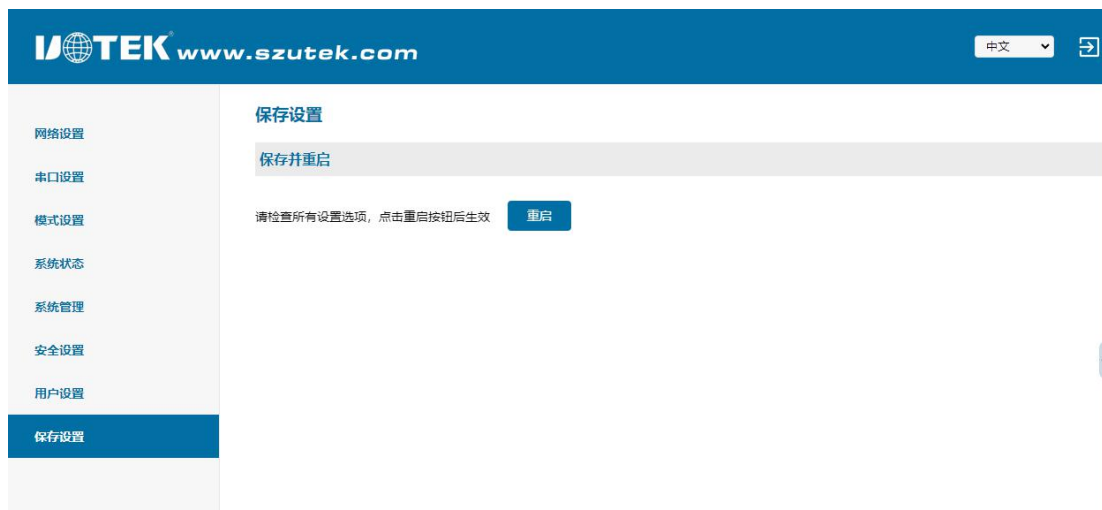 UTEK® www.szutek.com
中文
网络设置
串口设置
模式设置
系统状态
系统管理
安全设置
用户设置
保存设置
保存设置
保存并重启
请检查所有设置选项，点击重启按钮后生效
重启